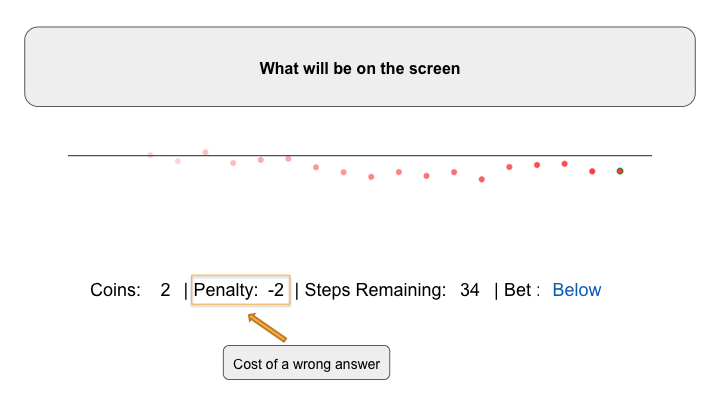 What will be on the screen
Coins: 2 | Penalty: -2 | Steps Remaining: 34 | Bet : Below
Cost of a wrong answer